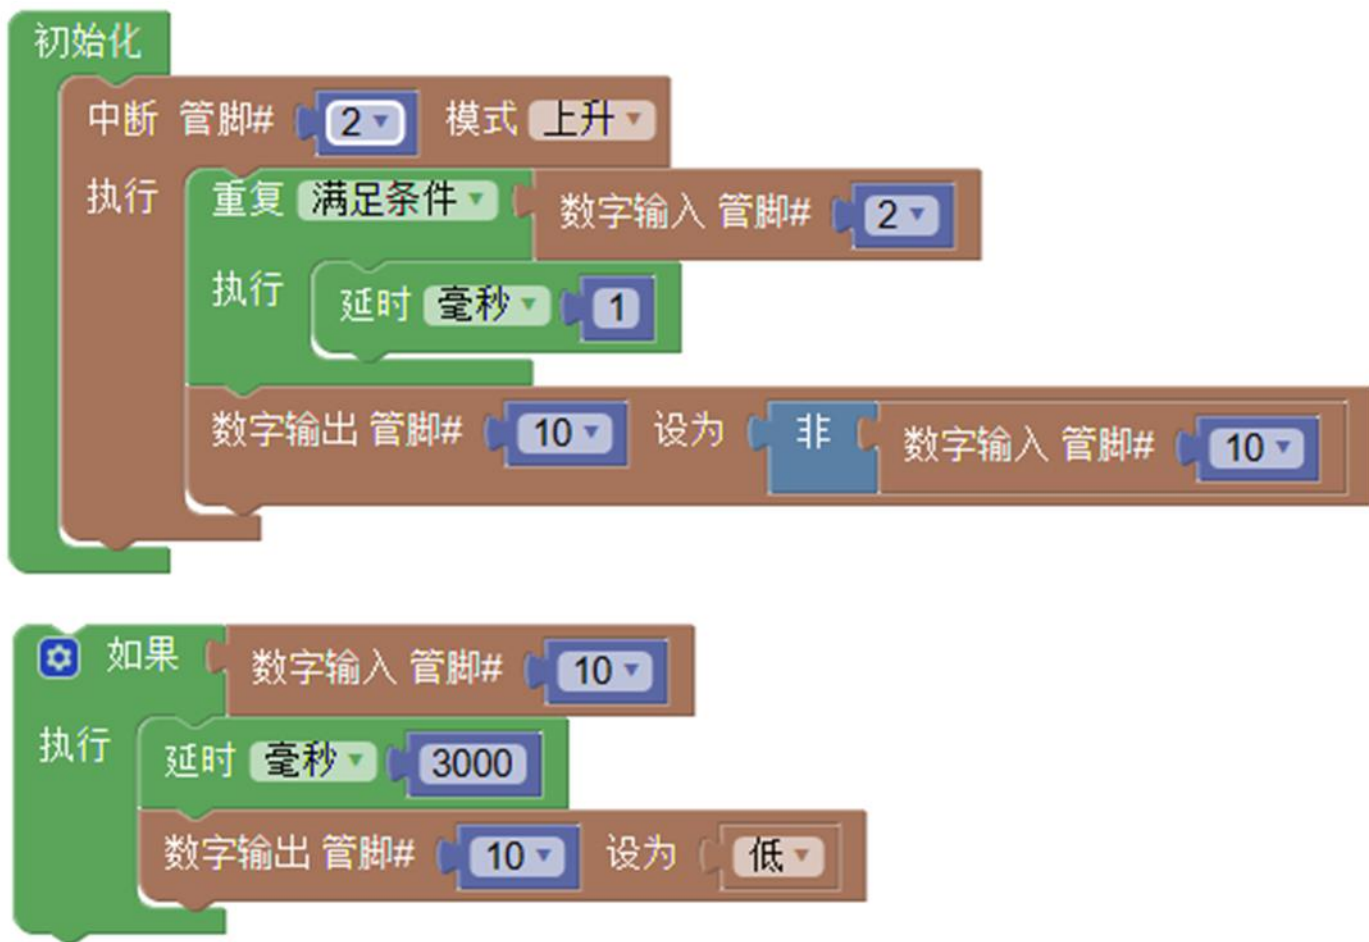 初始化
中断 管脚# 2 模式 上升
执行 重复 满足条件 数字输入 管脚# 2
执行 延时 毫秒 1
数字输出 管脚# 10 设为 非 数字输入 管脚# 10
如果 数字输入 管脚# 10
执行 延时 毫秒 3000
数字输出 管脚# 10 设为 低